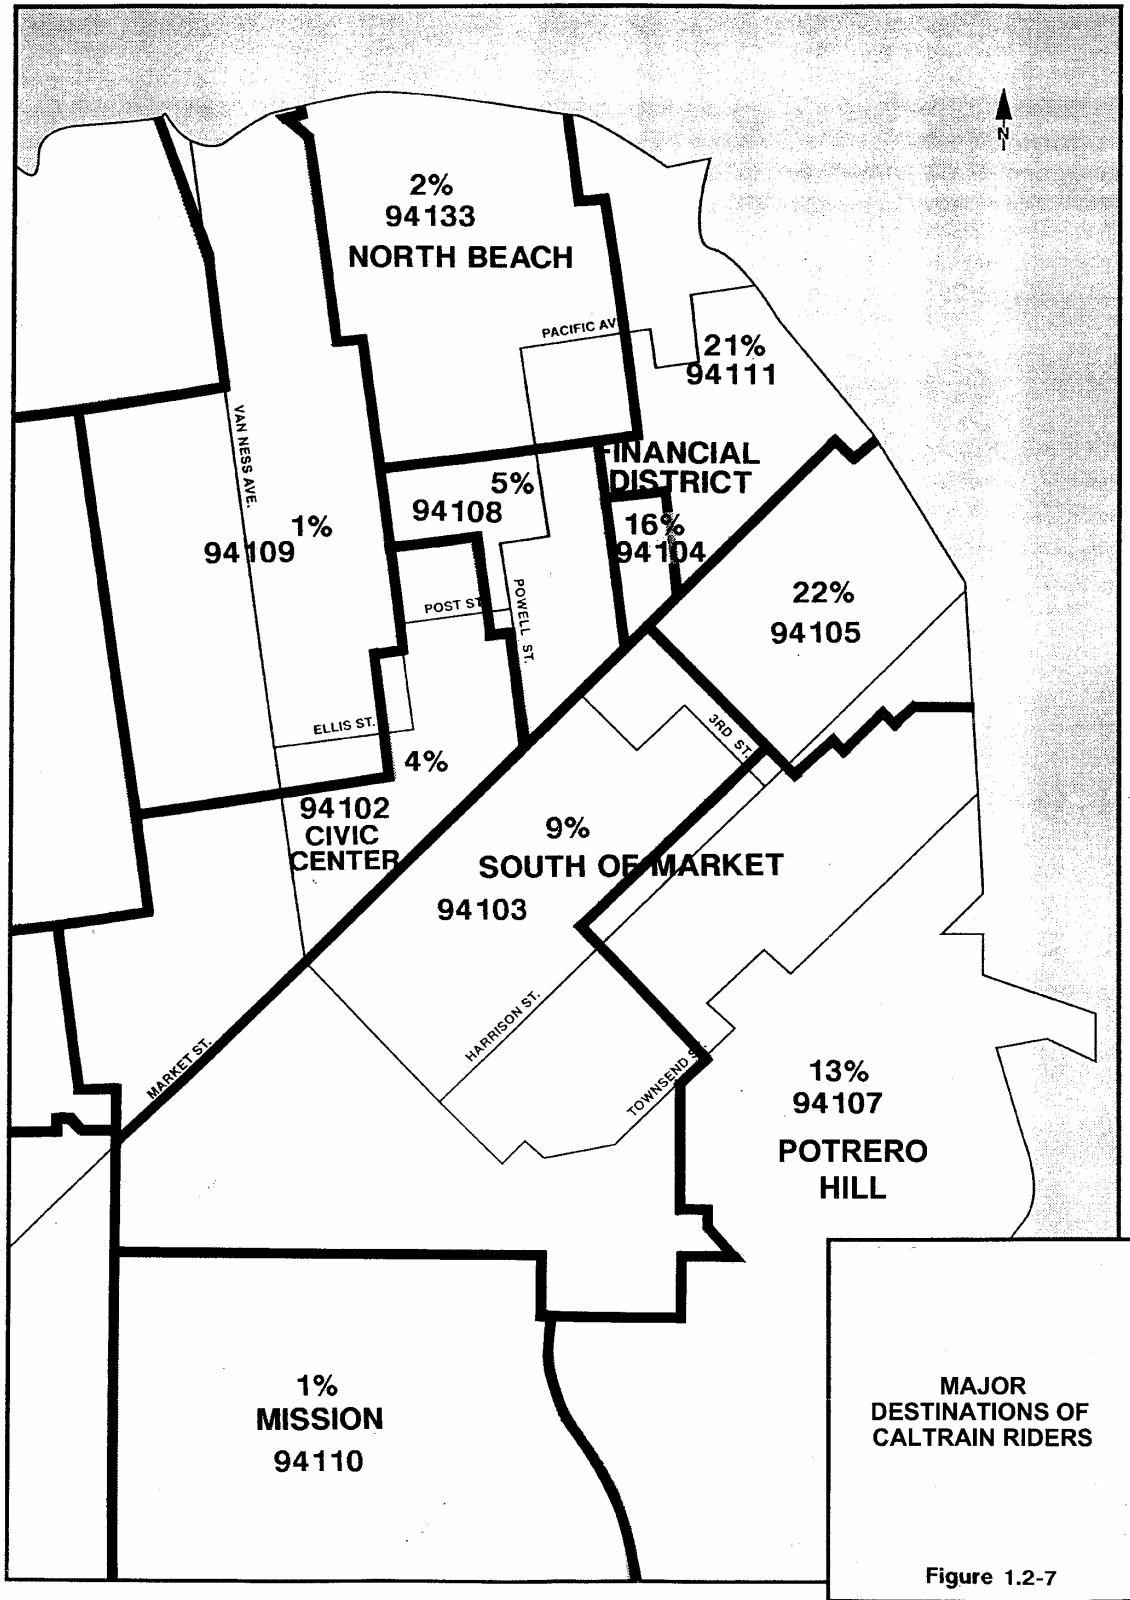 N
2%
94133
NORTH BEACH
PACIFIC AV
21%
94111
VAN NESS AVE.
FINANCIAL
DISTRICT
5%
94108
1%
94109
16%
94104
POST ST
POWELL ST.
22%
94105
ELLIS ST.
3RD ST.
4%
94102
CIVIC
CENTER
9%
SOUTH OF MARKET
94103
MARKET ST.
HARRISON ST.
TOWNSEND ST.
13%
94107
POTRERO
HILL
1%
MISSION
94110
MAJOR
DESTINATIONS OF
CALTRAIN RIDERS
Figure 1.2-7